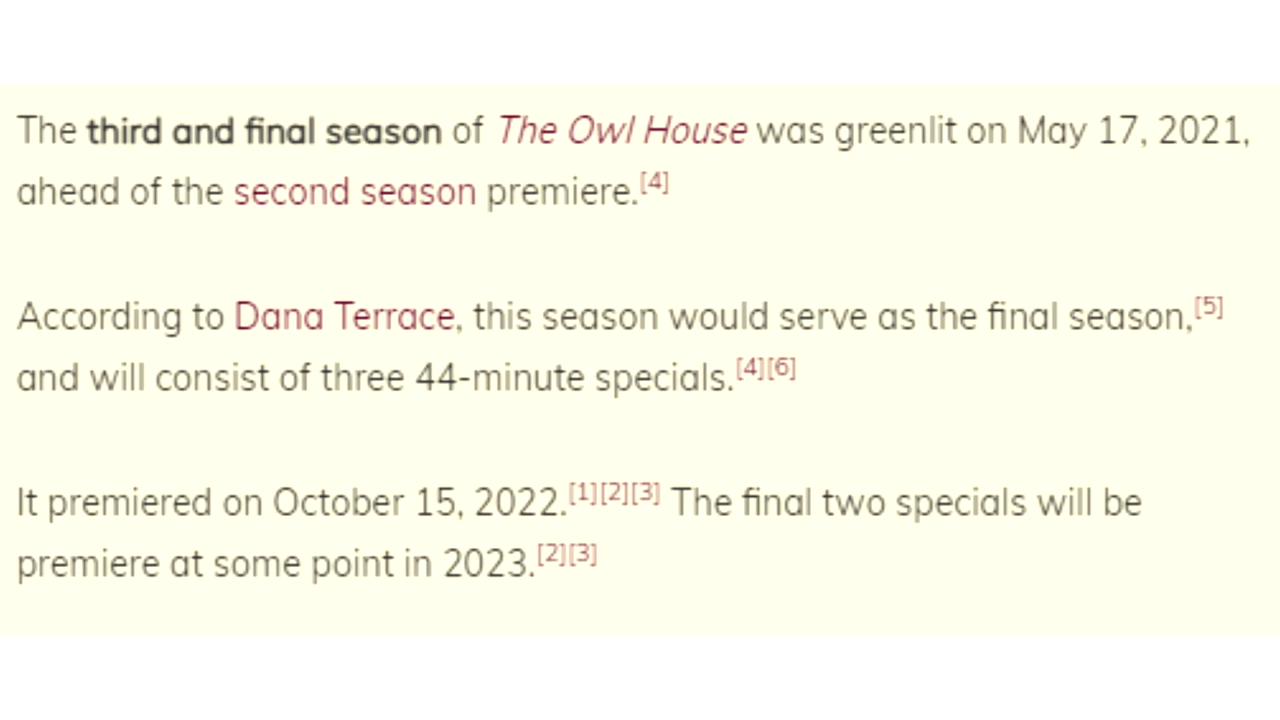 The third and final season of The Owl House was greenlit on May 17, 2021,
ahead of the second season premiere.[4]
According to Dana Terrace, this season would serve as the final season,[5]
and will consist of three 44-minute specials.[4][6]
It premiered on October 15, 2022.[1][2][3] The final two specials will be
premiere at some point in 2023.[2][3]